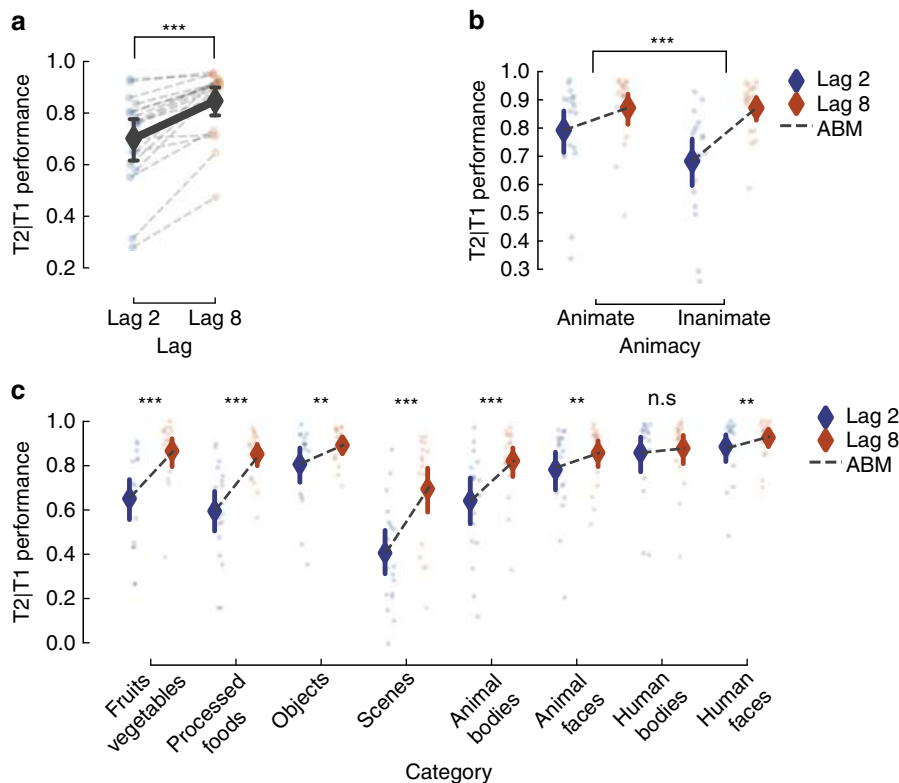 a
***
1.0
0.8
0.6
0.4
0.2
T2|T1 performance
Lag 2
Lag 8
Lag
b
***
1.0
0.9
0.8
0.7
0.6
0.5
0.4
0.3
T2|T1 performance
Animate
Inanimate
Animacy
Lag 2
Lag 8
ABM
c
*** *** ** *** *** ** n.s **
1.0
0.8
0.6
0.4
0.2
0.0
T2|T1 performance
Fruits
vegetables
Processed
foods
Objects
Scenes
Animal
bodies
Animal
faces
Human
bodies
Human
faces
Category
Lag 2
Lag 8
ABM